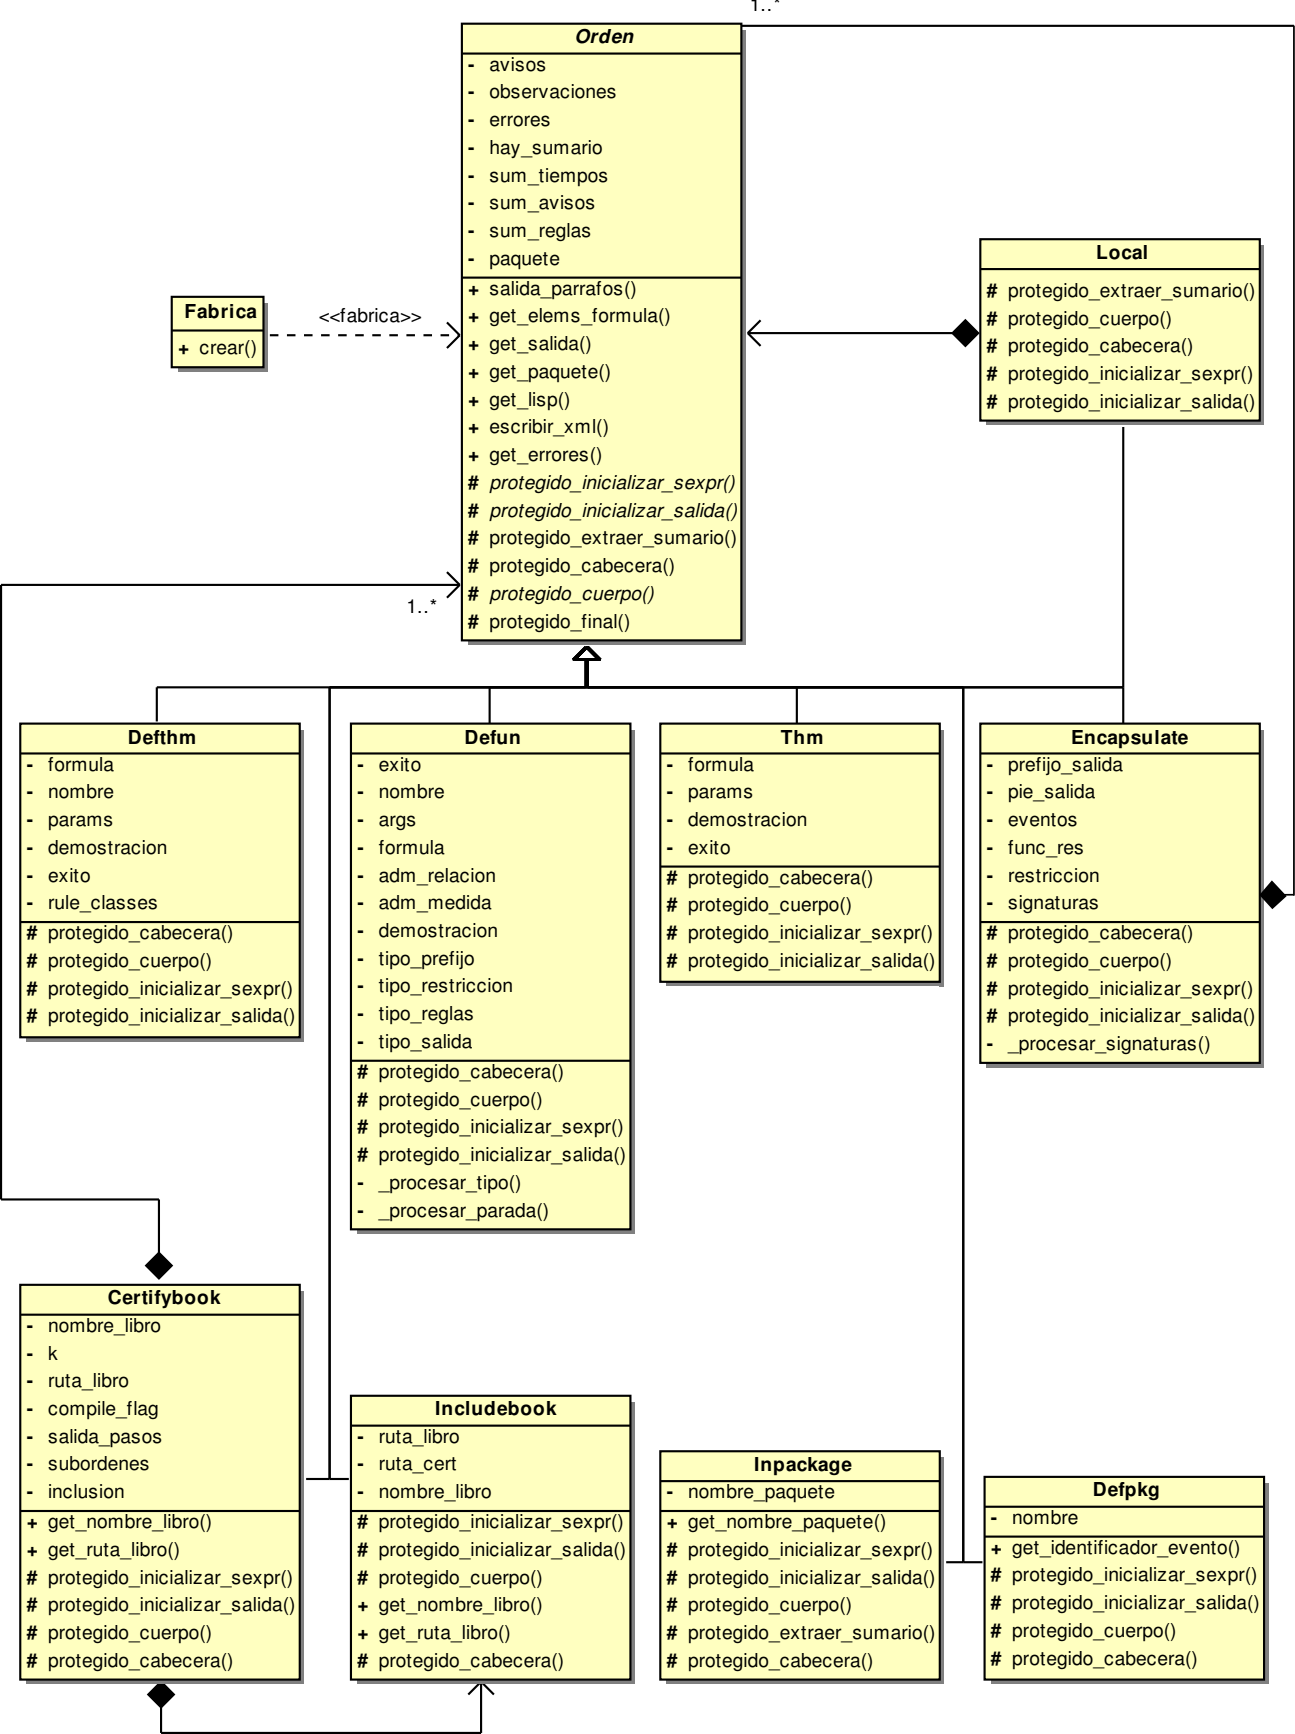 1..*
Orden
- avisos
- observaciones
- errores
- hay_sumario
- sum_tiempos
- sum_avisos
- sum_reglas
- paquete
+ salida_parrafos()
+ get_elems_formula()
+ get_salida()
+ get_paquete()
+ get_lisp()
+ escribir_xml()
+ get_errores()
# protegido_inicializar_sexpr()
# protegido_inicializar_salida()
# protegido_extraer_sumario()
# protegido_cabecera()
# protegido_cuerpo()
# protegido_final()
Fabrica
+ crear()
<<fabrica>>
Local
# protegido_extraer_sumario()
# protegido_cuerpo()
# protegido_cabecera()
# protegido_inicializar_sexpr()
# protegido_inicializar_salida()
1..*
Defthm
- formula
- nombre
- params
- demostracion
- exito
- rule_classes
# protegido_cabecera()
# protegido_cuerpo()
# protegido_inicializar_sexpr()
# protegido_inicializar_salida()
Defun
- exito
- nombre
- args
- formula
- adm_relacion
- adm_medida
- demostracion
- tipo_prefijo
- tipo_restriccion
- tipo_reglas
- tipo_salida
# protegido_cabecera()
# protegido_cuerpo()
# protegido_inicializar_sexpr()
# protegido_inicializar_salida()
- _procesar_tipo()
- _procesar_parada()
Thm
- formula
- params
- demostracion
- exito
# protegido_cabecera()
# protegido_cuerpo()
# protegido_inicializar_sexpr()
# protegido_inicializar_salida()
Encapsulate
- prefijo_salida
- pie_salida
- eventos
- func_res
- restriccion
- signaturas
# protegido_cabecera()
# protegido_cuerpo()
# protegido_inicializar_sexpr()
# protegido_inicializar_salida()
- _procesar_signaturas()
Certifybook
- nombre_libro
- k
- ruta_libro
- compile_flag
- salida_pasos
- subordenes
- inclusion
+ get_nombre_libro()
+ get_ruta_libro()
# protegido_inicializar_sexpr()
# protegido_inicializar_salida()
# protegido_cuerpo()
# protegido_cabecera()
Includebook
- ruta_libro
- ruta_cert
- nombre_libro
# protegido_inicializar_sexpr()
# protegido_inicializar_salida()
# protegido_cuerpo()
+ get_nombre_libro()
+ get_ruta_libro()
# protegido_cabecera()
Inpackage
- nombre_paquete
+ get_nombre_paquete()
# protegido_inicializar_sexpr()
# protegido_inicializar_salida()
# protegido_cuerpo()
# protegido_extraer_sumario()
# protegido_cabecera()
Defpkg
- nombre
+ get_identificador_evento()
# protegido_inicializar_sexpr()
# protegido_inicializar_salida()
# protegido_cuerpo()
# protegido_cabecera()